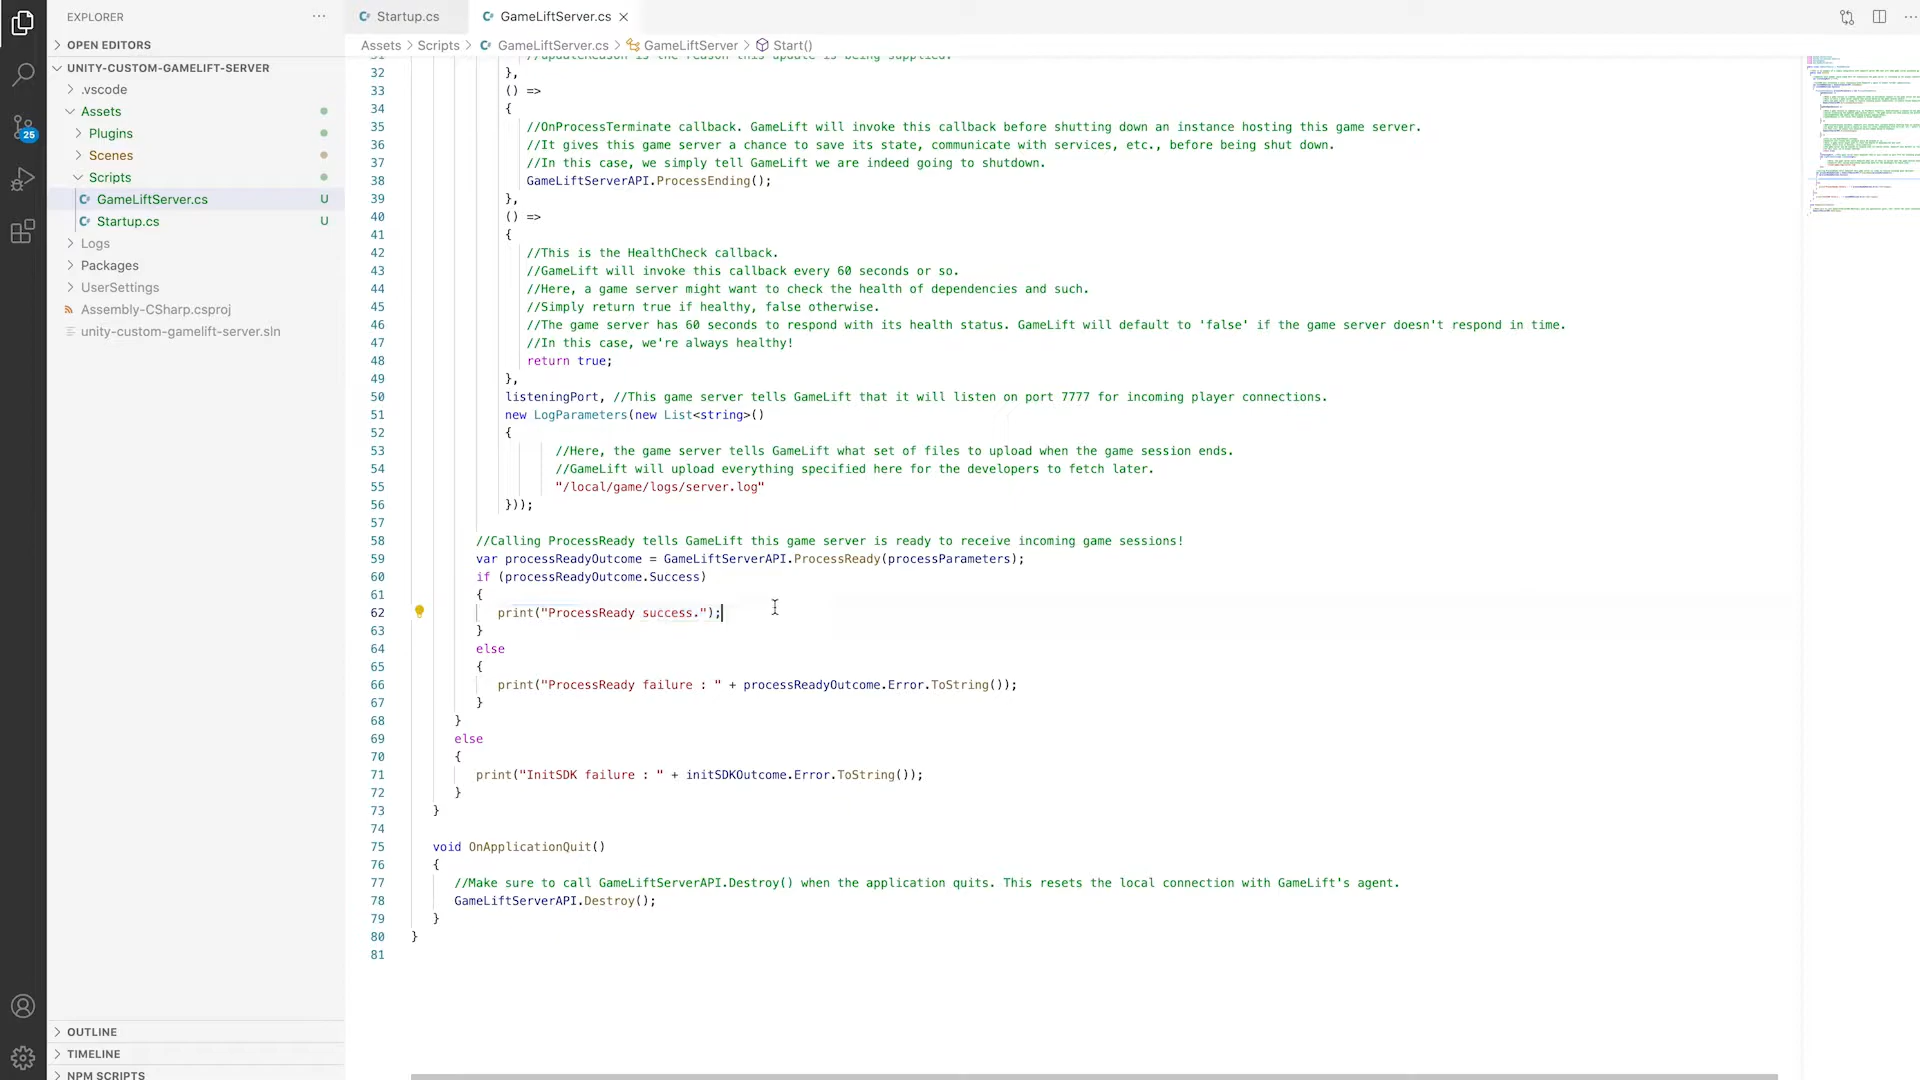 EXPLORER
OPEN EDITORS
UNITY-CUSTOM-GAMELIFT-SERVER
.vscode
Assets
Plugins
Scenes
Scripts
GameLiftServer.cs U
Startup.cs U
Logs
Packages
UserSettings
Assembly-CSharp.csproj
unity-custom-gamelift-server.sln
25
OUTLINE
TIMELINE
NPM SCRIPTS
Startup.cs
GameLiftServer.cs
Assets > Scripts > GameLiftServer.cs > GameLiftServer > Start()
31 //updateReason is the reason this update is being supplied.
32 },
33 () =>
34 {
35 //OnProcessTerminate callback. GameLift will invoke this callback before shutting down an instance hosting this game server.
36 //It gives this game server a chance to save its state, communicate with services, etc., before being shut down.
37 //In this case, we simply tell GameLift we are indeed going to shutdown.
38 GameLiftServerAPI.ProcessEnding();
39 },
40 () =>
41 {
42 //This is the HealthCheck callback.
43 //GameLift will invoke this callback every 60 seconds or so.
44 //Here, a game server might want to check the health of dependencies and such.
45 //Simply return true if healthy, false otherwise.
46 //The game server has 60 seconds to respond with its health status. GameLift will default to 'false' if the game server doesn't respond in time.
47 //In this case, we're always healthy!
48 return true;
49 },
50 listeningPort, //This game server tells GameLift that it will listen on port 7777 for incoming player connections.
51 new LogParameters(new List<string>()
52 {
53 //Here, the game server tells GameLift what set of files to upload when the game session ends.
54 //GameLift will upload everything specified here for the developers to fetch later.
55 "/local/game/logs/server.log"
56 }));
57
58 //Calling ProcessReady tells GameLift this game server is ready to receive incoming game sessions!
59 var processReadyOutcome = GameLiftServerAPI.ProcessReady(processParameters);
60 if (processReadyOutcome.Success)
61 {
62 print("ProcessReady success.");
63 }
64 else
65 {
66 print("ProcessReady failure : " + processReadyOutcome.Error.ToString());
67 }
68 }
69 else
70 {
71 print("InitSDK failure : " + initSDKOutcome.Error.ToString());
72 }
73 }
74
75 void OnApplicationQuit()
76 {
77 //Make sure to call GameLiftServerAPI.Destroy() when the application quits. This resets the local connection with GameLift's agent.
78 GameLiftServerAPI.Destroy();
79 }
80 }
81